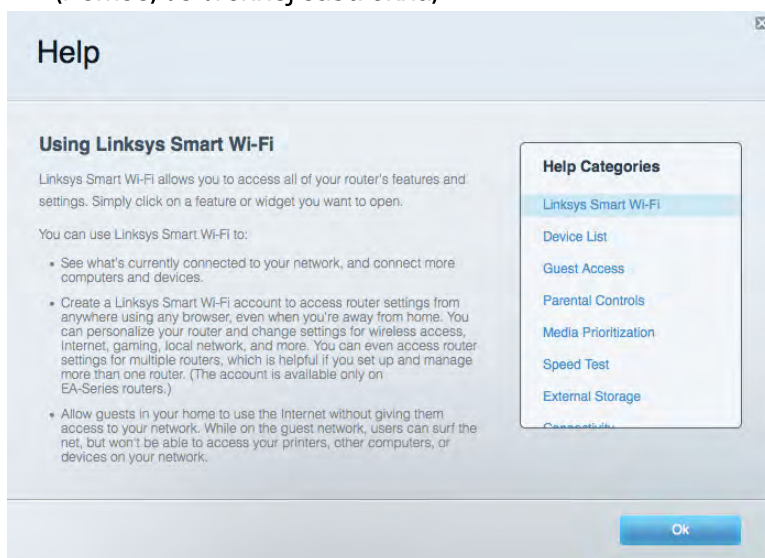 Help
Using Linksys Smart Wi-Fi
Linksys Smart Wi-Fi allows you to access all of your router's features and
settings. Simply click on a feature or widget you want to open.
You can use Linksys Smart Wi-Fi to:
• See what's currently connected to your network, and connect more
computers and devices.
• Create a Linksys Smart Wi-Fi account to access router settings from
anywhere using any browser, even when you're away from home. You
can personalize your router and change settings for wireless access,
Internet, gaming, local network, and more. You can even access router
settings for multiple routers, which is helpful if you set up and manage
more than one router. (The account is available only on
EA-Series routers.)
• Allow guests in your home to use the Internet without giving them
access to your network. While on the guest network, users can surf the
net, but won't be able to access your printers, other computers, or
devices on your network.
Help Categories
Linksys Smart Wi-Fi
Device List
Guest Access
Parental Controls
Media Prioritization
Speed Test
External Storage
Connectivity
Ok